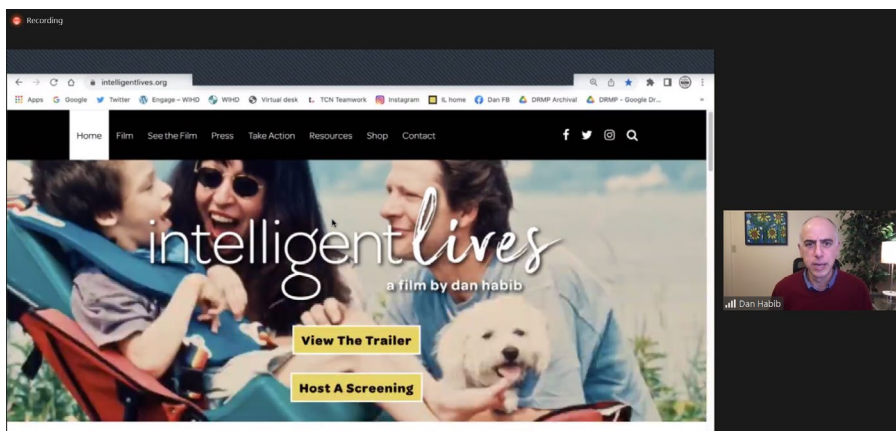 Recording
intelligentlives.org
Apps Google Twitter Engage – WIHD WIHD Virtual desk TCN Teamwork Instagram IL home Dan FB DRMP Archival DRMP - Google Dr... »
Home Film See the Film Press Take Action Resources Shop Contact
intelligent lives
a film by dan habib
View The Trailer
Host A Screening
Dan Habib